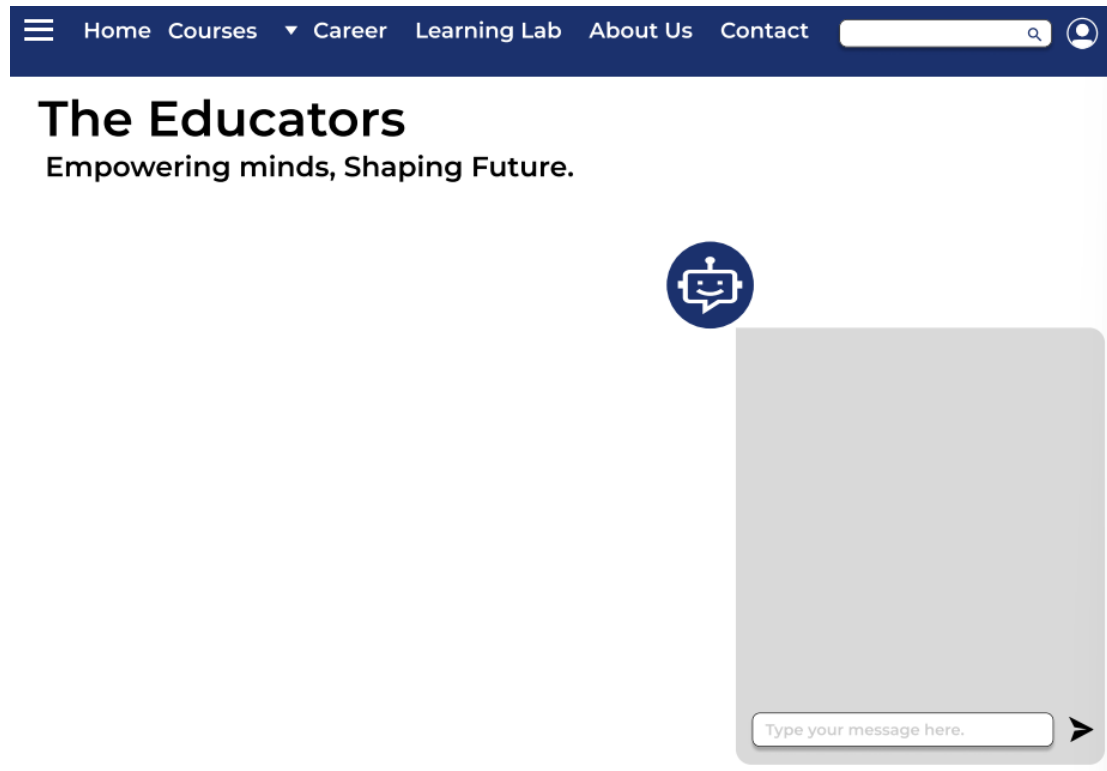 Home Courses Career Learning Lab About Us Contact
The Educators
Empowering minds, Shaping Future.
Type your message here.